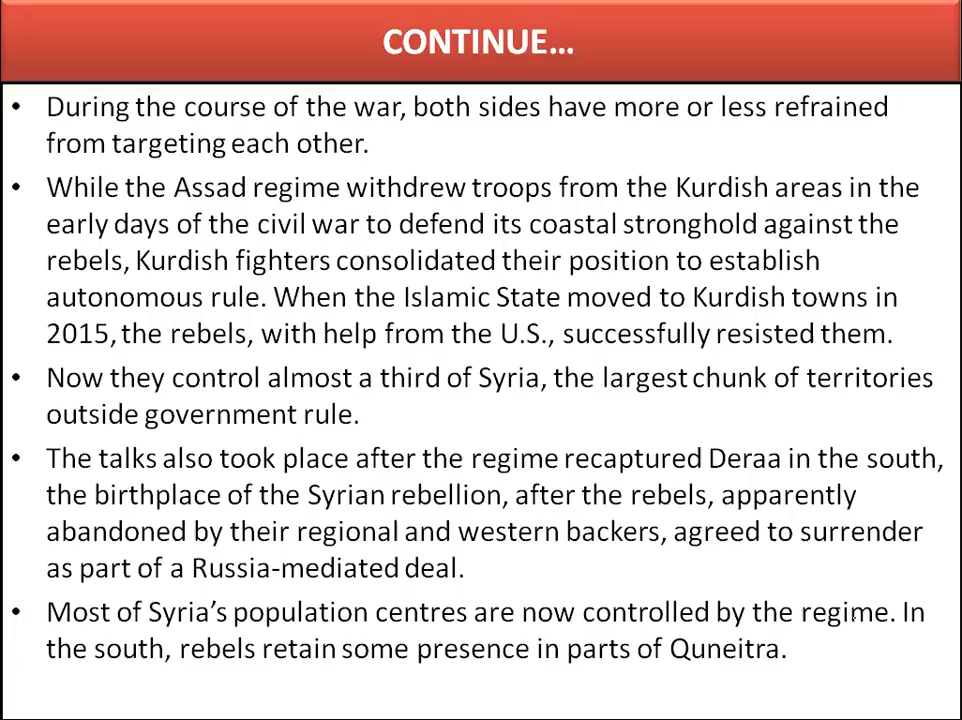 CONTINUE...
• During the course of the war, both sides have more or less refrained
from targeting each other.
• While the Assad regime withdrew troops from the Kurdish areas in the
early days of the civil war to defend its coastal stronghold against the
rebels, Kurdish fighters consolidated their position to establish
autonomous rule. When the Islamic State moved to Kurdish towns in
2015, the rebels, with help from the U.S., successfully resisted them.
• Now they control almost a third of Syria, the largest chunk of territories
outside government rule.
• The talks also took place after the regime recaptured Deraa in the south,
the birthplace of the Syrian rebellion, after the rebels, apparently
abandoned by their regional and western backers, agreed to surrender
as part of a Russia-mediated deal.
• Most of Syria’s population centres are now controlled by the regime. In
the south, rebels retain some presence in parts of Quneitra.